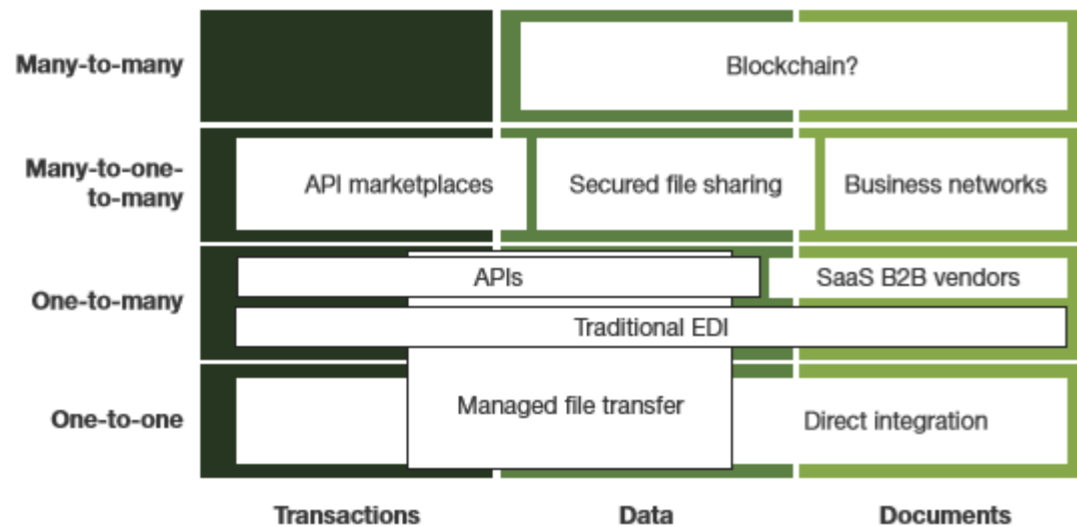 Many-to-many
Blockchain?
Many-to-one-
to-many
API marketplaces
Secured file sharing
Business networks
One-to-many
APIs
SaaS B2B vendors
Traditional EDI
One-to-one
Managed file transfer
Direct integration
Transactions
Data
Documents